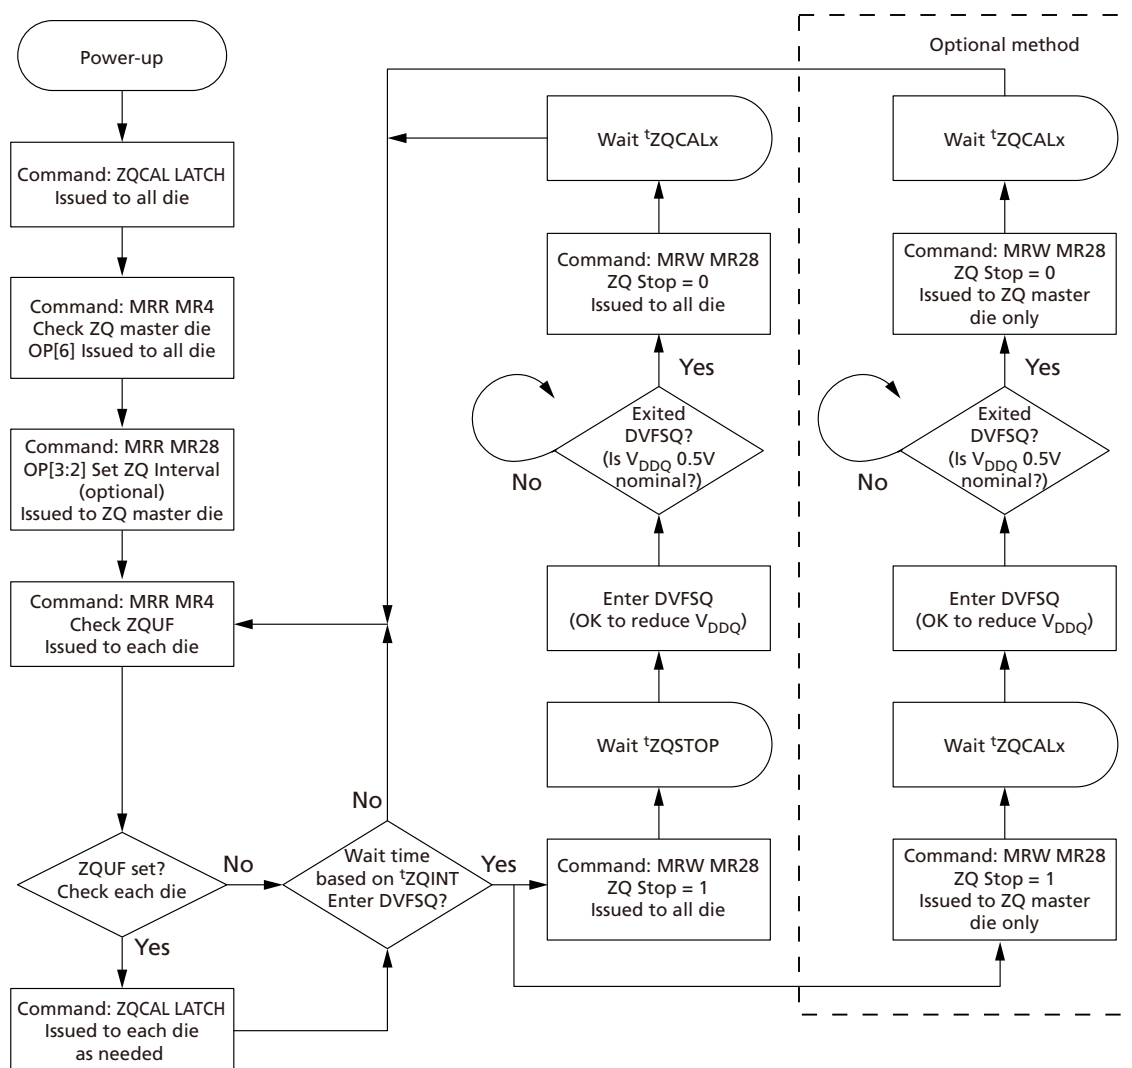 Power-up
Command: ZQCAL LATCH
Issued to all die
Command: MRR MR4
Check ZQ master die
OP[6] Issued to all die
Command: MRR MR28
OP[3:2] Set ZQ Interval
(optional)
Issued to ZQ master die
Command: MRR MR4
Check ZQUF
Issued to each die
ZQUF set?
Check each die
No
Yes
Command: ZQCAL LATCH
Issued to each die
as needed
No
Wait time
based on tZQINT
Enter DVFSQ?
Yes
Wait tZQCALx
Command: MRW MR28
ZQ Stop = 0
Issued to all die
Yes
Exited
DVFSQ?
(Is VDDQ 0.5V
nominal?)
No
Enter DVFSQ
(OK to reduce VDDQ)
Wait tZQSTOP
Command: MRW MR28
ZQ Stop = 1
Issued to all die
Optional method
Wait tZQCALx
Command: MRW MR28
ZQ Stop = 0
Issued to ZQ master
die only
Yes
Exited
DVFSQ?
(Is VDDQ 0.5V
nominal?)
No
Enter DVFSQ
(OK to reduce VDDQ)
Wait tZQCALx
Command: MRW MR28
ZQ Stop = 1
Issued to ZQ master
die only